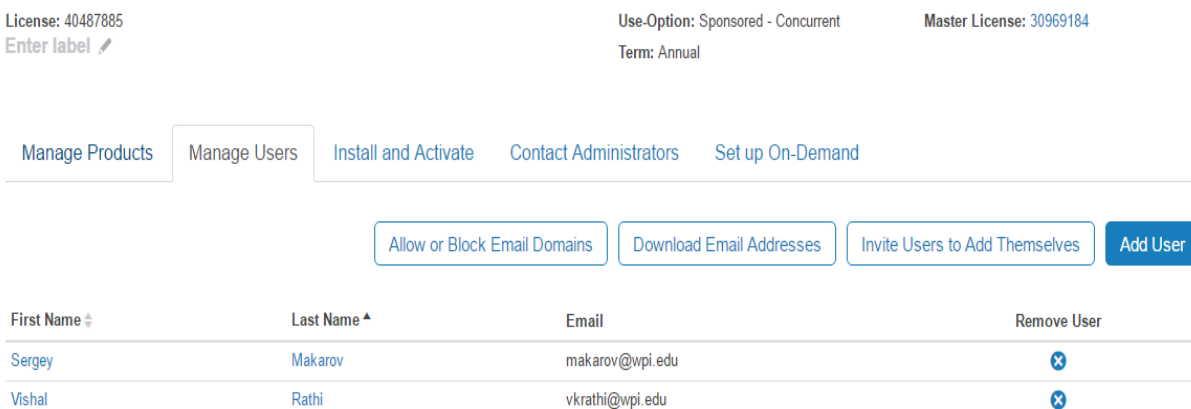 License: 40487885 Use-Option: Sponsored - Concurrent Master License: 30969184
Enter label
Term: Annual
Manage Products Manage Users Install and Activate Contact Administrators Set up On-Demand
Allow or Block Email Domains Download Email Addresses Invite Users to Add Themselves Add User
First Name Last Name Email Remove User
Sergey Makarov makarov@wpi.edu
Vishal Rathi vkrathi@wpi.edu